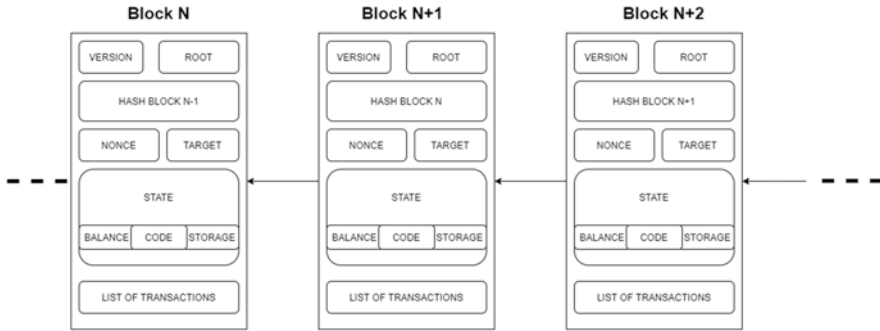 Block N
VERSION ROOT
HASH BLOCK N-1
NONCE TARGET
STATE
BALANCE CODE STORAGE
LIST OF TRANSACTIONS
Block N+1
VERSION ROOT
HASH BLOCK N
NONCE TARGET
STATE
BALANCE CODE STORAGE
LIST OF TRANSACTIONS
Block N+2
VERSION ROOT
HASH BLOCK N+1
NONCE TARGET
STATE
BALANCE CODE STORAGE
LIST OF TRANSACTIONS